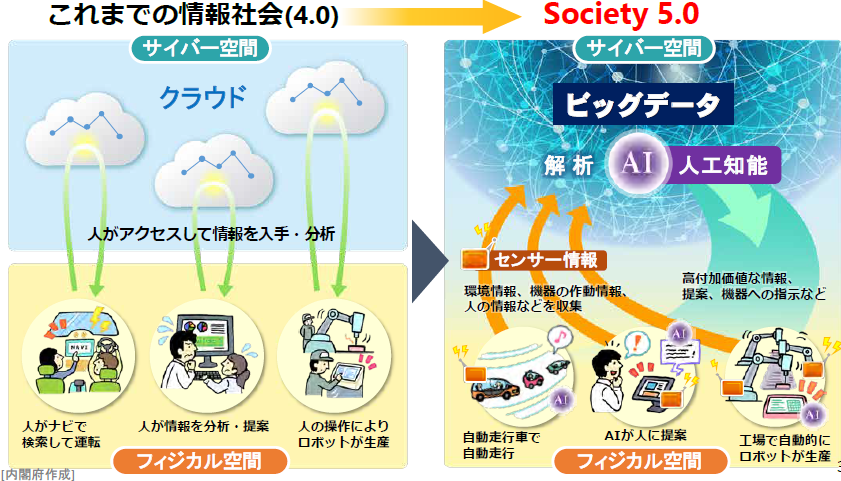 これまでの情報社会(4.0)
Society 5.0
サイバー空間
クラウド
人がアクセスして情報を入手・分析
NAVI
人がナビで
検索して運転
人が情報を分析・提案
人の操作により
ロボットが生産
フィジカル空間
[内閣府作成]
サイバー空間
ビッグデータ
解析 AI 人工知能
センサー情報
環境情報、機器の作動情報、
人の情報などを収集
高付加価値な情報、
提案、機器への指示など
AI
AI
AI
自動走行車で
自動走行
AIが人に提案
工場で自動的に
ロボットが生産
フィジカル空間